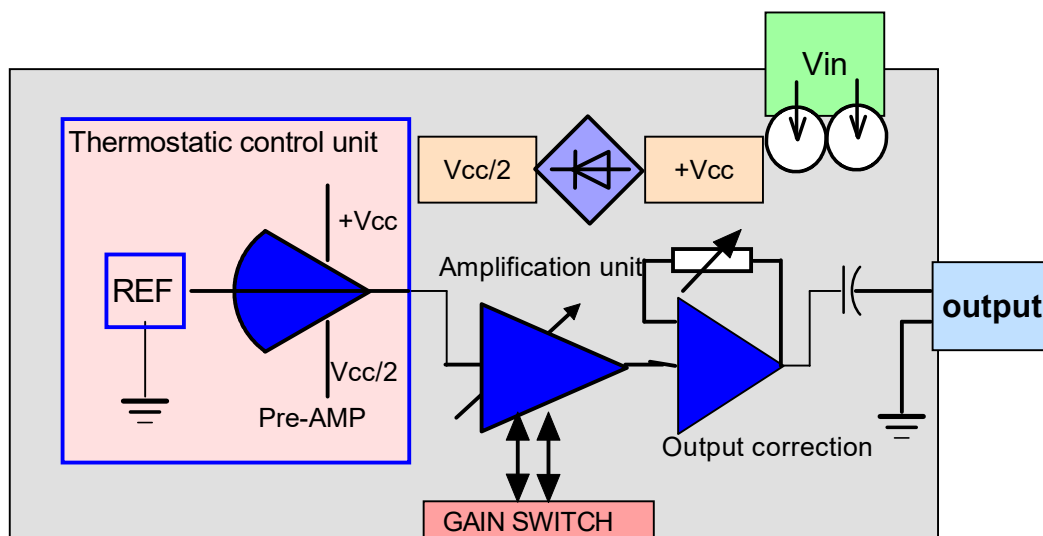 Vin
Thermostatic control unit
Vcc/2
+Vcc
+Vcc
REF
Amplification unit
output
Vcc/2
Pre-AMP
Output correction
GAIN SWITCH